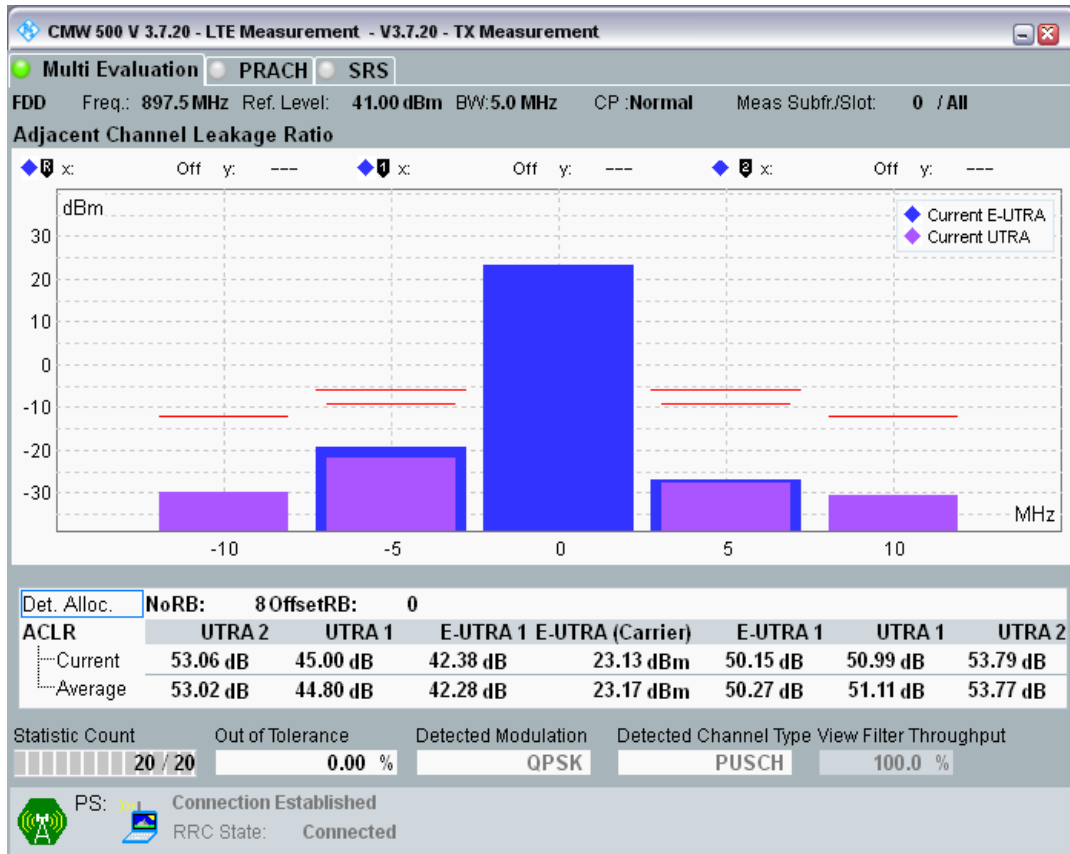 CMW 500 V 3.7.20 - LTE Measurement - V3.7.20 - TX Measurement
Multi Evaluation PRACH SRS
FDD Freq.: 897.5 MHz Ref. Level: 41.00 dBm BW: 5.0 MHz CP : Normal Meas Subfr./Slot: 0 / All
Adjacent Channel Leakage Ratio
R x: Off y: --- 1 x: Off y: --- 2 x: Off y: ---
dBm
Current E-UTRA
Current UTRA
30
20
10
0
-10
-20
-30
MHz
-10 -5 0 5 10
Det. Alloc. NoRB: 8 OffsetRB: 0
ACLR UTRA 2 UTRA 1 E-UTRA 1 E-UTRA (Carrier) E-UTRA 1 UTRA 1 UTRA 2
Current 53.06 dB 45.00 dB 42.38 dB 23.13 dBm 50.15 dB 50.99 dB 53.79 dB
Average 53.02 dB 44.80 dB 42.28 dB 23.17 dBm 50.27 dB 51.11 dB 53.77 dB
Statistic Count Out of Tolerance Detected Modulation Detected Channel Type View Filter Throughput
20 / 20 0.00 % QPSK PUSCH 100.0 %
PS: Connection Established
RRC State: Connected